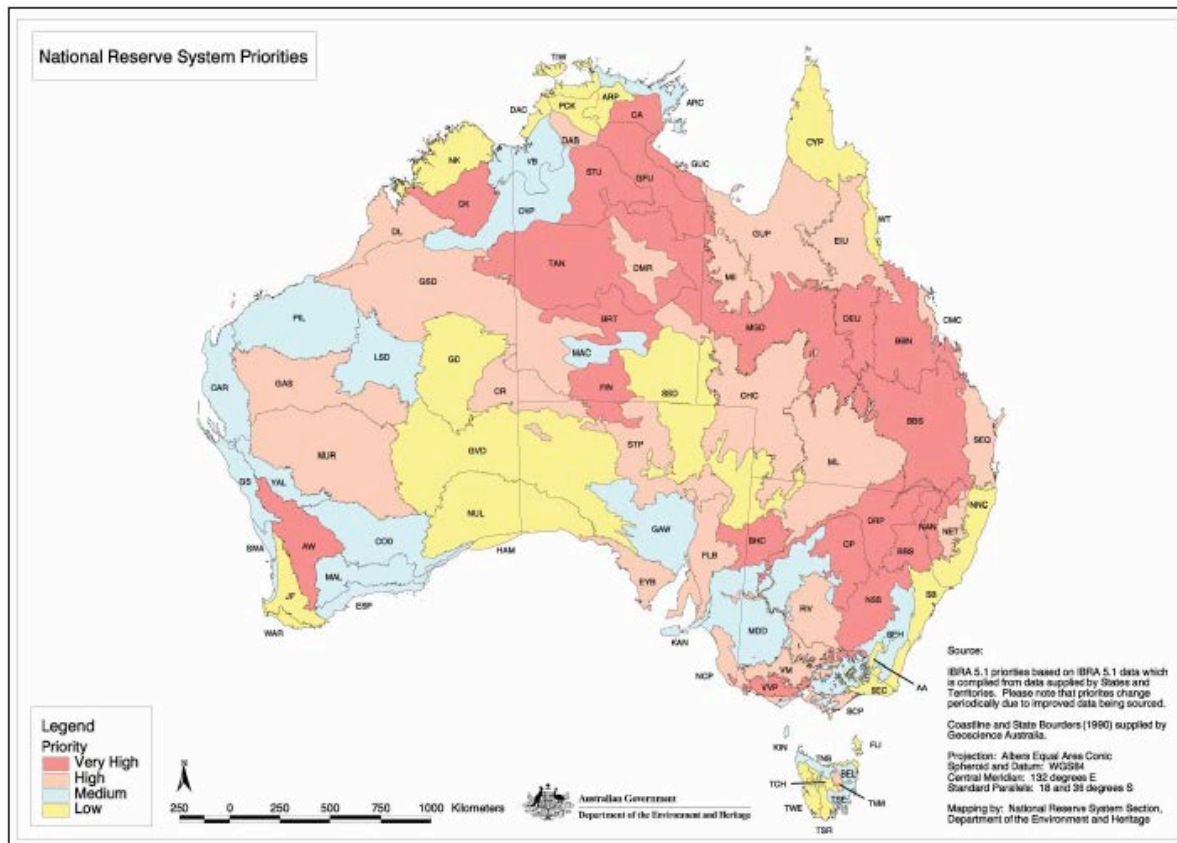 National Reserve System Priorities
TIW
DAC
PCK
ARP
ARC
CA
DAB
NK
VB
STU
GFU
GUC
CYP
CK
OVP
DL
GUP
EIU
WT
TAN
DMR
MII
GSD
BRT
MGD
DEU
BBN
CMC
PIL
LSD
GD
MAC
CAR
GAS
CR
FIN
SSD
CHC
BBS
SEQ
STP
MUR
GVD
ML
GS
YAL
NUL
GAW
NNC
DRP
NAN
NET
AW
COO
HAM
BHC
CP
BBS
SWA
MAL
FLB
EYB
JF
ESP
RIV
NSS
SB
WAR
KAN
MDD
SEH
NCP
VM
VVP
SEC
AA
SCP
KIN
FLI
TNS
BEL
TCH
TSE
TNM
TWE
TSR
Legend
Priority
Very High
High
Medium
Low
N
250 0 250 500 750 1000 Kilometers
Australian Government
Department of the Environment and Heritage
Source:
IBRA 5.1 priorities based on IBRA 5.1 data which
is compiled from data supplied by States and
Territories. Please note that priorites change
periodically due to improved data being sourced.
Coastline and State Bourders (1990) supplied by
Geoscience Australia.
Projection: Albers Equal Area Conic
Spheroid and Datum: WGS84
Central Meridian: 132 degrees E
Standard Parallels: 18 and 36 degrees S
Mapping by: National Reserve System Section,
Department of the Environment and Heritage